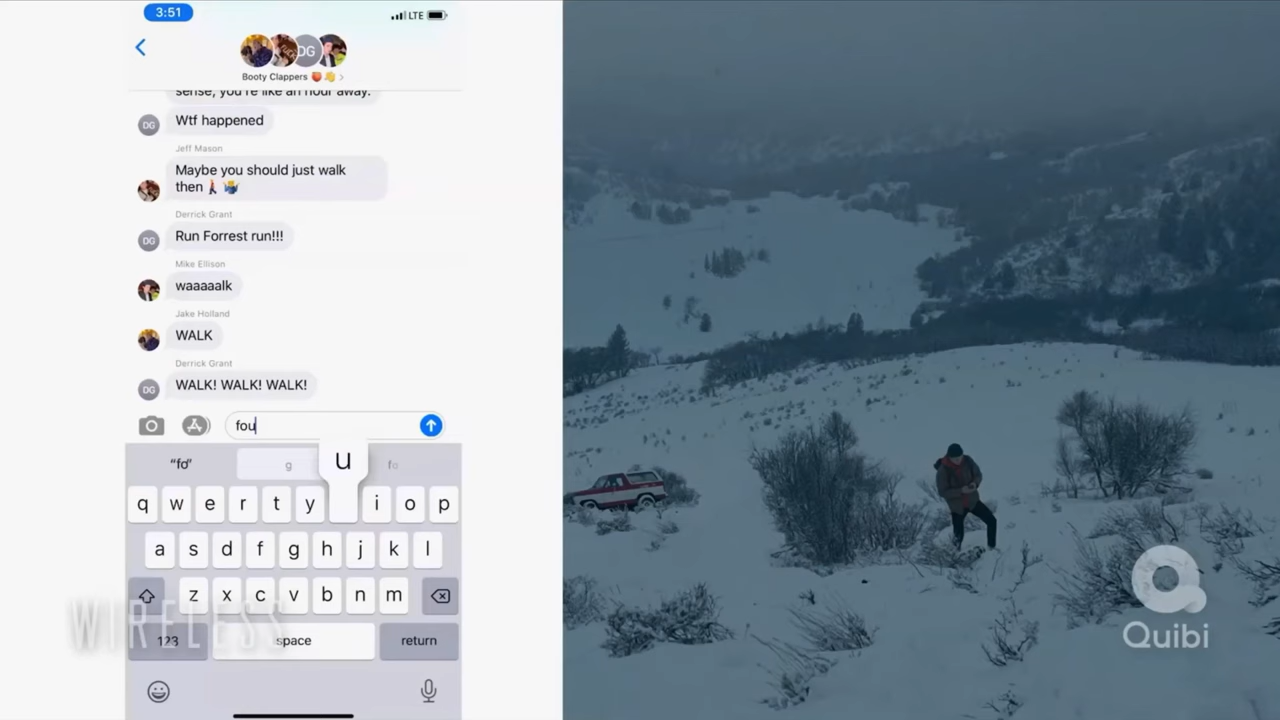 3:51
LTE
DG
Booty Clappers 🍑👋 >
sense, you're like an hour away.
DG
Wtf happened
Jeff Mason
Maybe you should just walk
then 🚶🤷‍♂️
Derrick Grant
DG
Run Forrest run!!!
Mike Ellison
waaaaalk
Jake Holland
WALK
Derrick Grant
DG
WALK! WALK! WALK!
fou
"fo"
g
u
fo
q w e r t y i o p
a s d f g h j k l
z x c v b n m
WIRELESS
123
space
return
Quibi